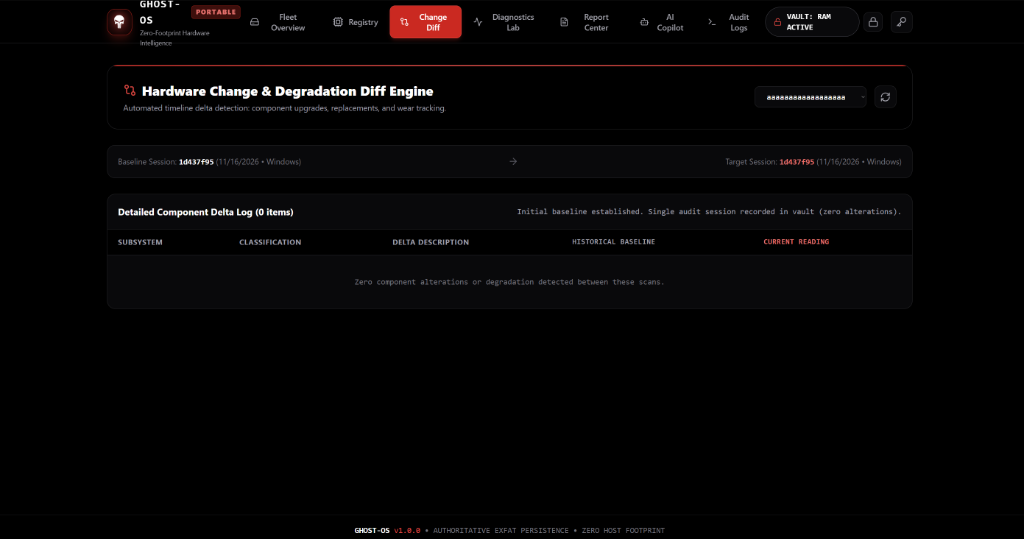 GHOST-OS
PORTABLE
Zero-Footprint Hardware
Intelligence
Fleet
Overview
Registry
Change
Diff
Diagnostics
Lab
Report
Center
AI
Copilot
Audit
Logs
VAULT: RAM
ACTIVE
Hardware Change & Degradation Diff Engine
Automated timeline delta detection: component upgrades, replacements, and wear tracking.
Baseline Session: 1d437f95 (11/16/2026 • Windows)
→
Target Session: 1d437f95 (11/16/2026 • Windows)
Detailed Component Delta Log (0 items)
Initial baseline established. Single audit session recorded in vault (zero alterations).
SUBSYSTEM
CLASSIFICATION
DELTA DESCRIPTION
HISTORICAL BASELINE
CURRENT READING
Zero component alterations or degradation detected between these scans.
GHOST-OS v1.0.0 • AUTHORITATIVE EXFAT PERSISTENCE • ZERO HOST FOOTPRINT